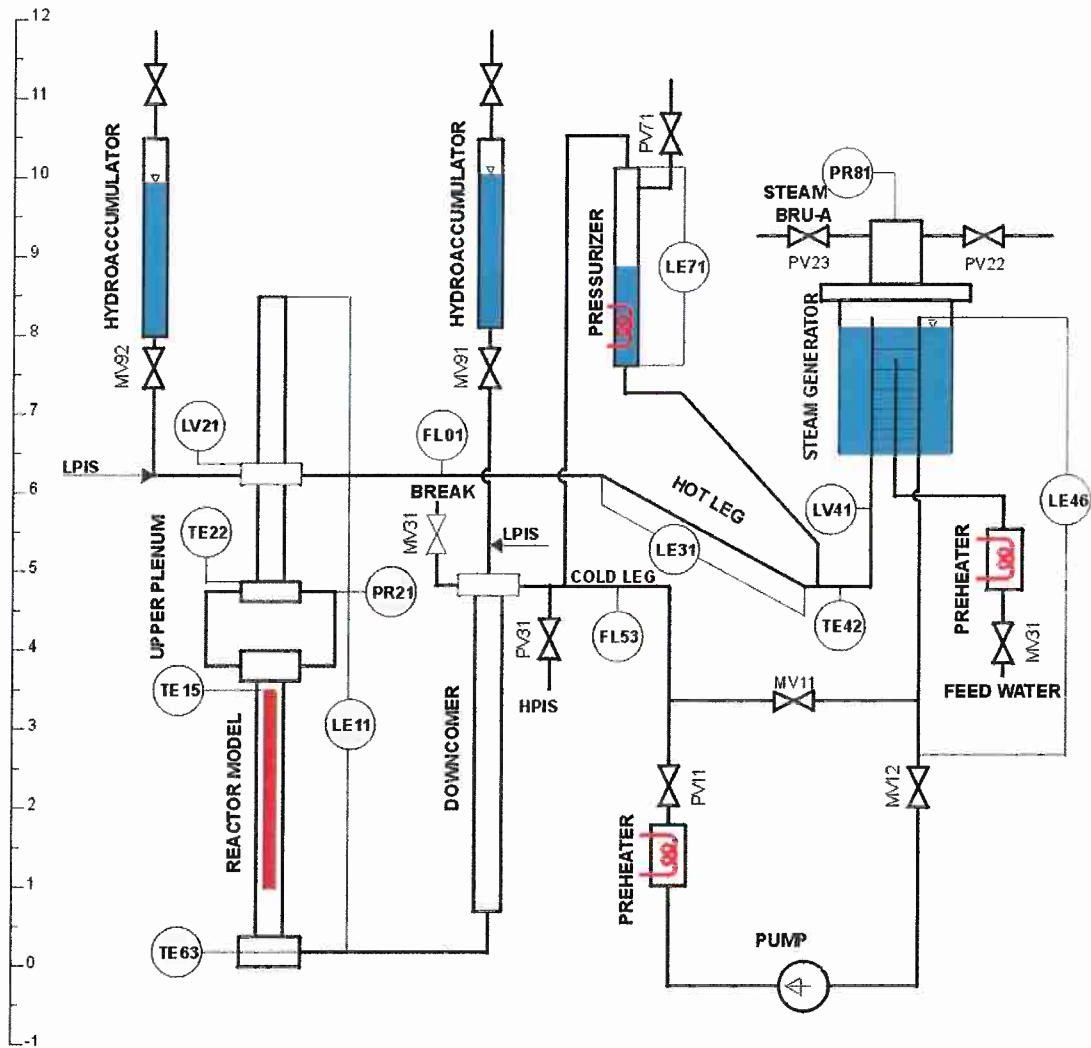 12
11
10
9
8
7
6
5
4
3
2
1
0
-1
HYDROACCUMULATOR
MV92
HYDROACCUMULATOR
MV91
PV71
PRESSURIZER
LE71
PR81
STEAM
BRU-A
PV23
PV22
STEAM GENERATOR
LV21
FL01
LPIS
BREAK
MV31
LPIS
HOT LEG
LV41
LE46
TE22
UPPER PLENUM
PR21
COLD LEG
LE31
FL53
TE42
PREHEATER
MV31
FEED WATER
PV31
HPIS
TE15
LE11
REACTOR MODEL
DOWNCOMER
MV11
PV11
MV12
PREHEATER
TE63
PUMP